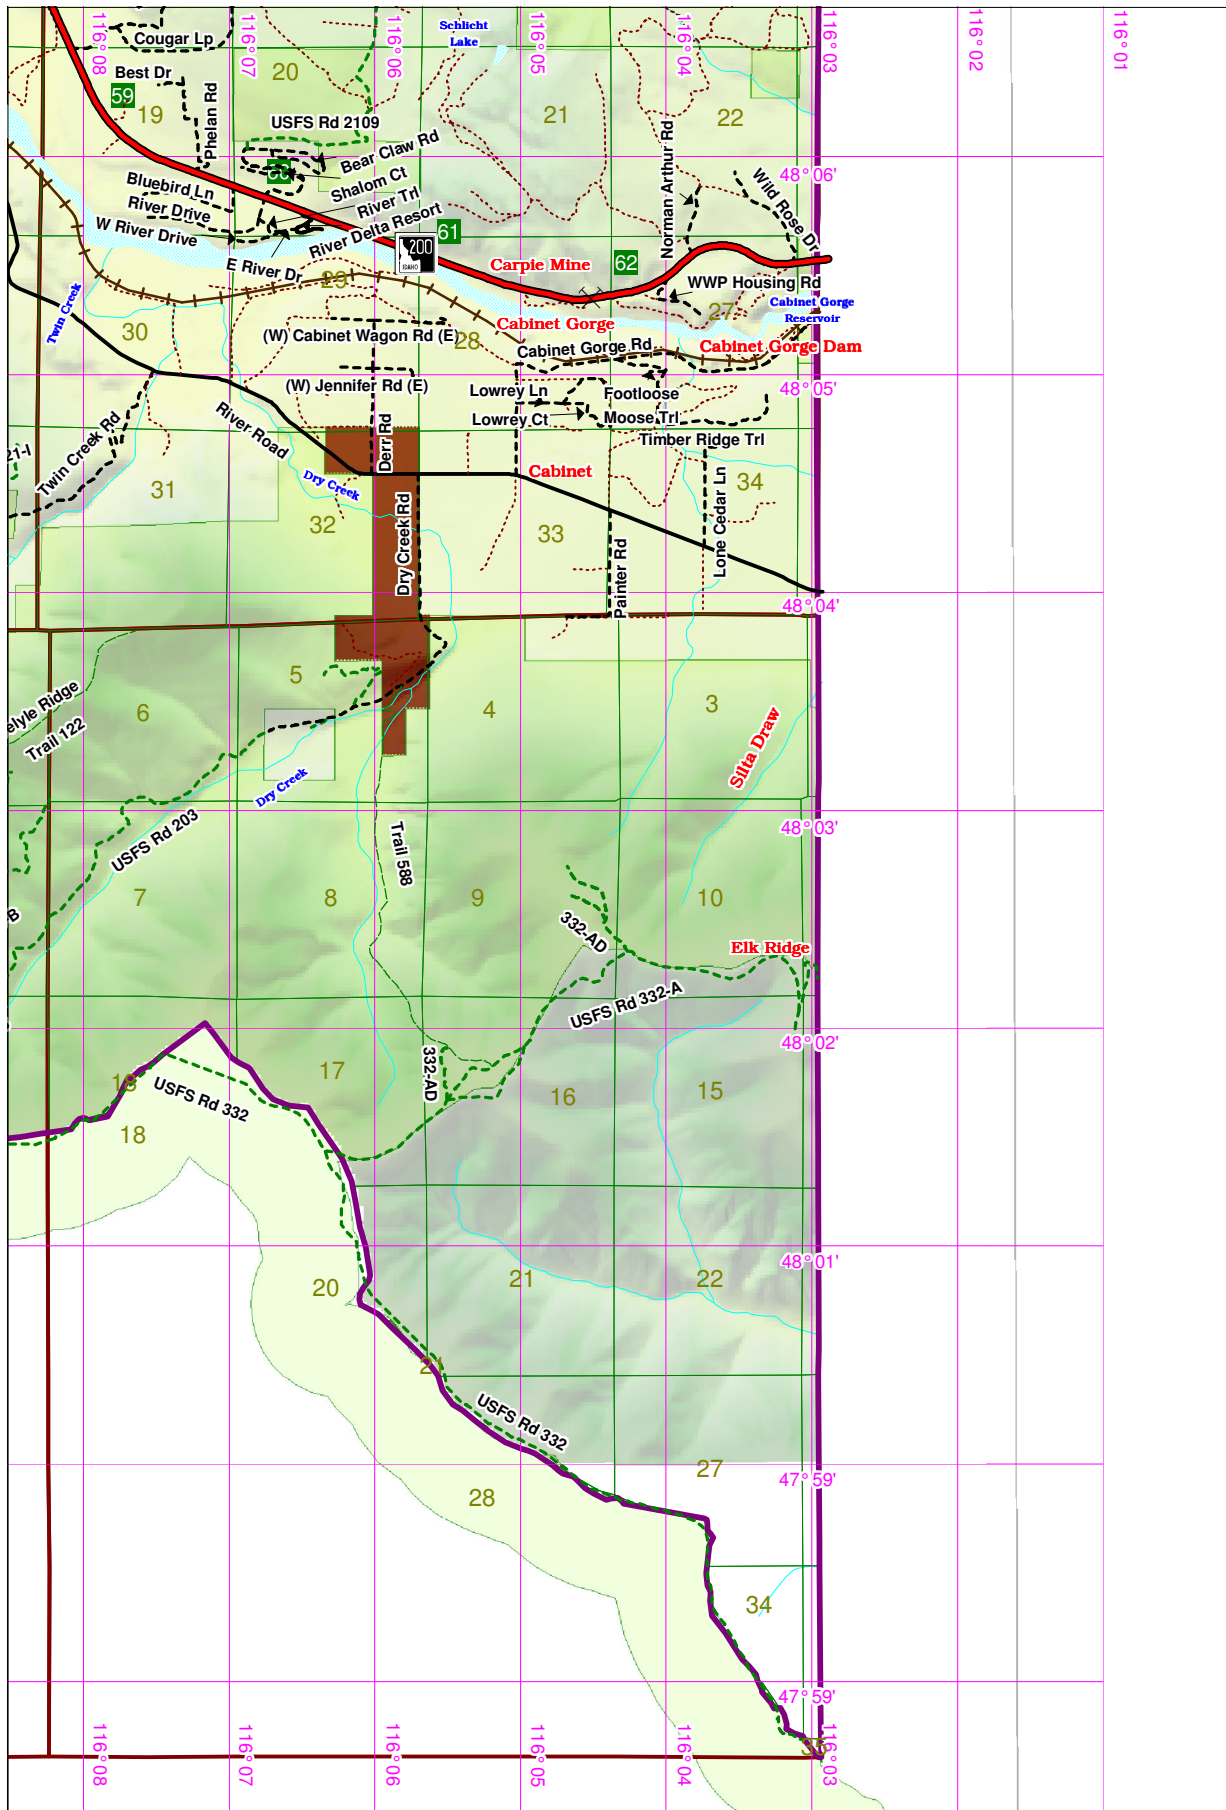 116° 08
116° 07
116° 06
116° 05
116° 04
116° 03
116° 02
116° 01
Cougar Lp
Schlicht
Lake
Best Dr
59
19
20
21
22
Phelan Rd
USFS Rd 2109
Bear Claw Rd
Norman Arthur Rd
48° 06'
Bluebird Ln
Shalom Ct
Wild Rose Dr
River Drive
River Trl
W River Drive
River Delta Resort
61
200
IDAHO
E River Dr
Carpie Mine
62
29
WWP Housing Rd
Twin Creek
27
Cabinet Gorge
Reservoir
30
Cabinet Gorge
(W) Cabinet Wagon Rd (E)
28
Cabinet Gorge Rd
Cabinet Gorge Dam
(W) Jennifer Rd (E)
48° 05'
Lowrey Ln
Footloose
River Road
Lowrey Ct
Moose Trl
Derr Rd
Timber Ridge Trl
21-I
Twin Creek Rd
Cabinet
Dry Creek
31
34
Lone Cedar Ln
32
Dry Creek Rd
33
Painter Rd
48° 04'
5
elyle Ridge
Trail 122
6
4
3
Silta Draw
Dry Creek
48° 03'
USFS Rd 203
Trail 588
7
8
9
10
B
332-AD
Elk Ridge
USFS Rd 332-A
48° 02'
332-AD
17
18
USFS Rd 332
16
15
18
48° 01'
20
21
22
21
USFS Rd 332
27
47° 59'
28
34
47° 59'
35
116° 08
116° 07
116° 06
116° 05
116° 04
116° 03